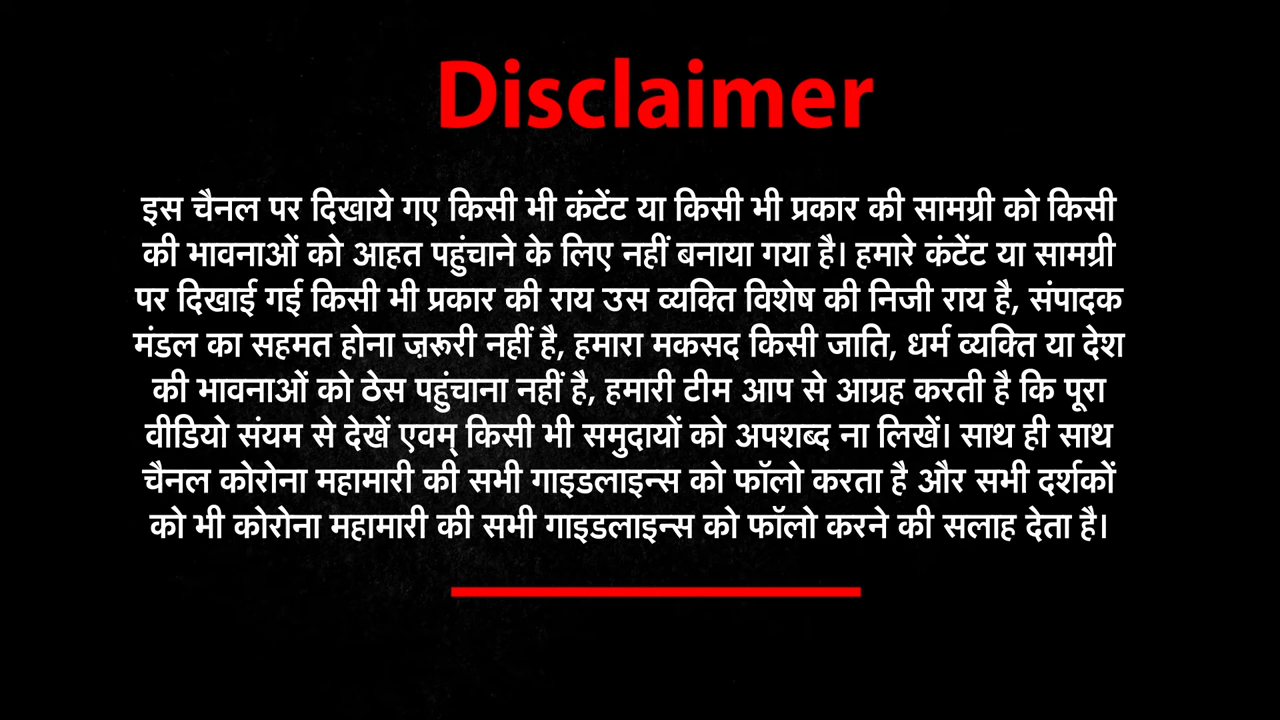 Disclaimer
इस चैनल पर दिखाये गए किसी भी कंटेंट या किसी भी प्रकार की सामग्री को किसी
की भावनाओं को आहत पहुंचाने के लिए नहीं बनाया गया है। हमारे कंटेंट या सामग्री
पर दिखाई गई किसी भी प्रकार की राय उस व्यक्ति विशेष की निजी राय है, संपादक
मंडल का सहमत होना ज़रूरी नहीं है, हमारा मकसद किसी जाति, धर्म व्यक्ति या देश
की भावनाओं को ठेस पहुंचाना नहीं है, हमारी टीम आप से आग्रह करती है कि पूरा
वीडियो संयम से देखें एवम् किसी भी समुदायों को अपशब्द ना लिखें। साथ ही साथ
चैनल कोरोना महामारी की सभी गाइडलाइन्स को फॉलो करता है और सभी दर्शकों
को भी कोरोना महामारी की सभी गाइडलाइन्स को फॉलो करने की सलाह देता है।